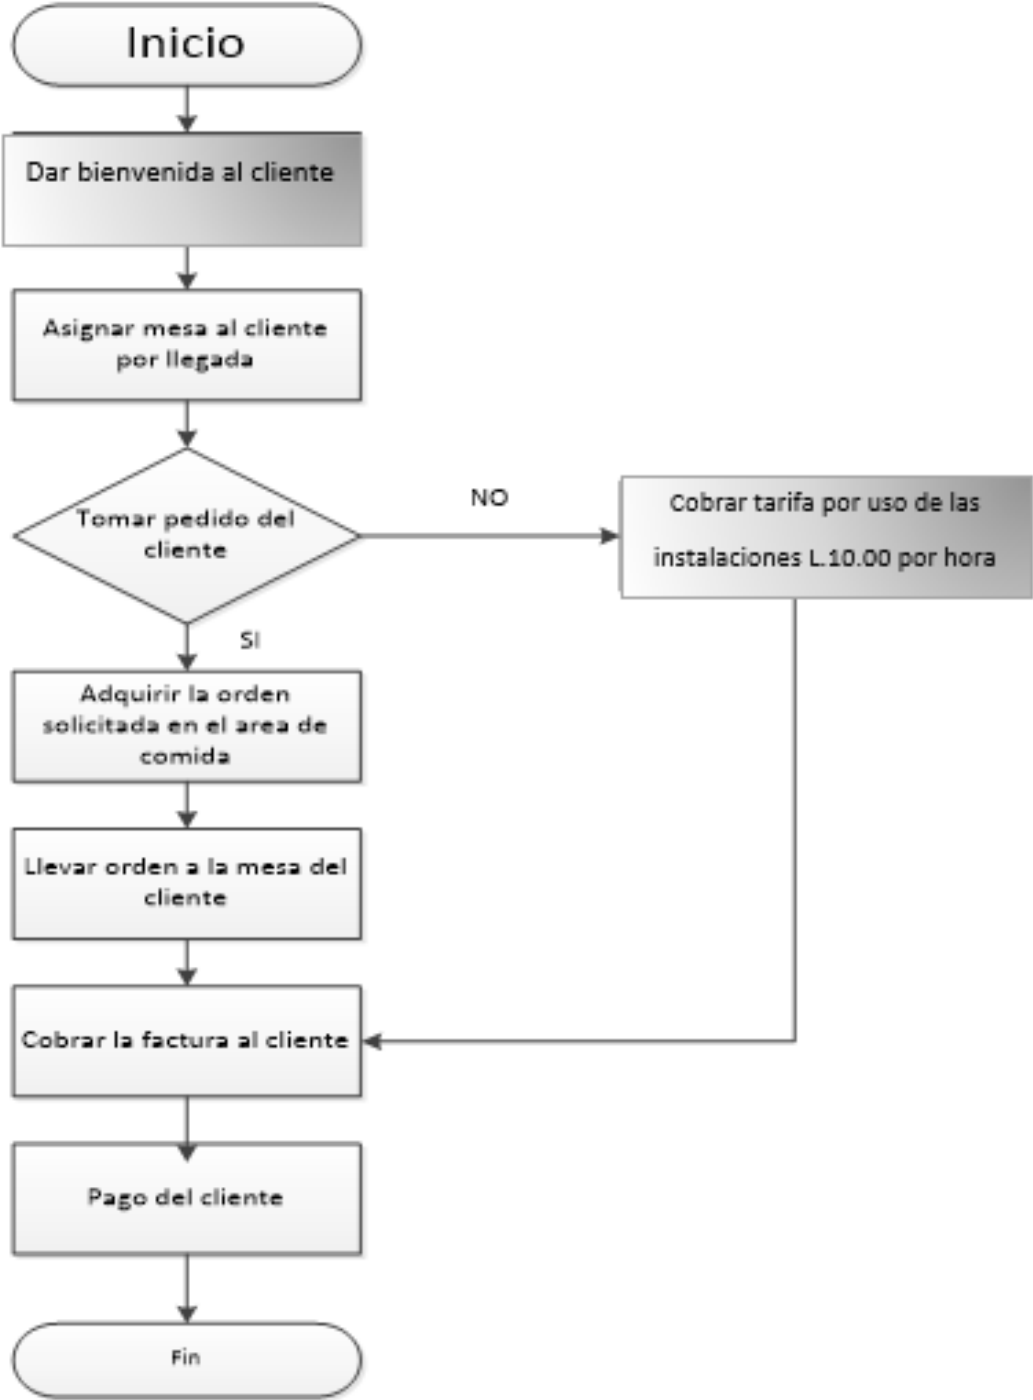 Inicio
Dar bienvenida al cliente
Asignar mesa al cliente
por llegada
Tomar pedido del
cliente
NO
Cobrar tarifa por uso de las
instalaciones L.10.00 por hora
SI
Adquirir la orden
solicitada en el area de
comida
Llevar orden a la mesa del
cliente
Cobrar la factura al cliente
Pago del cliente
Fin